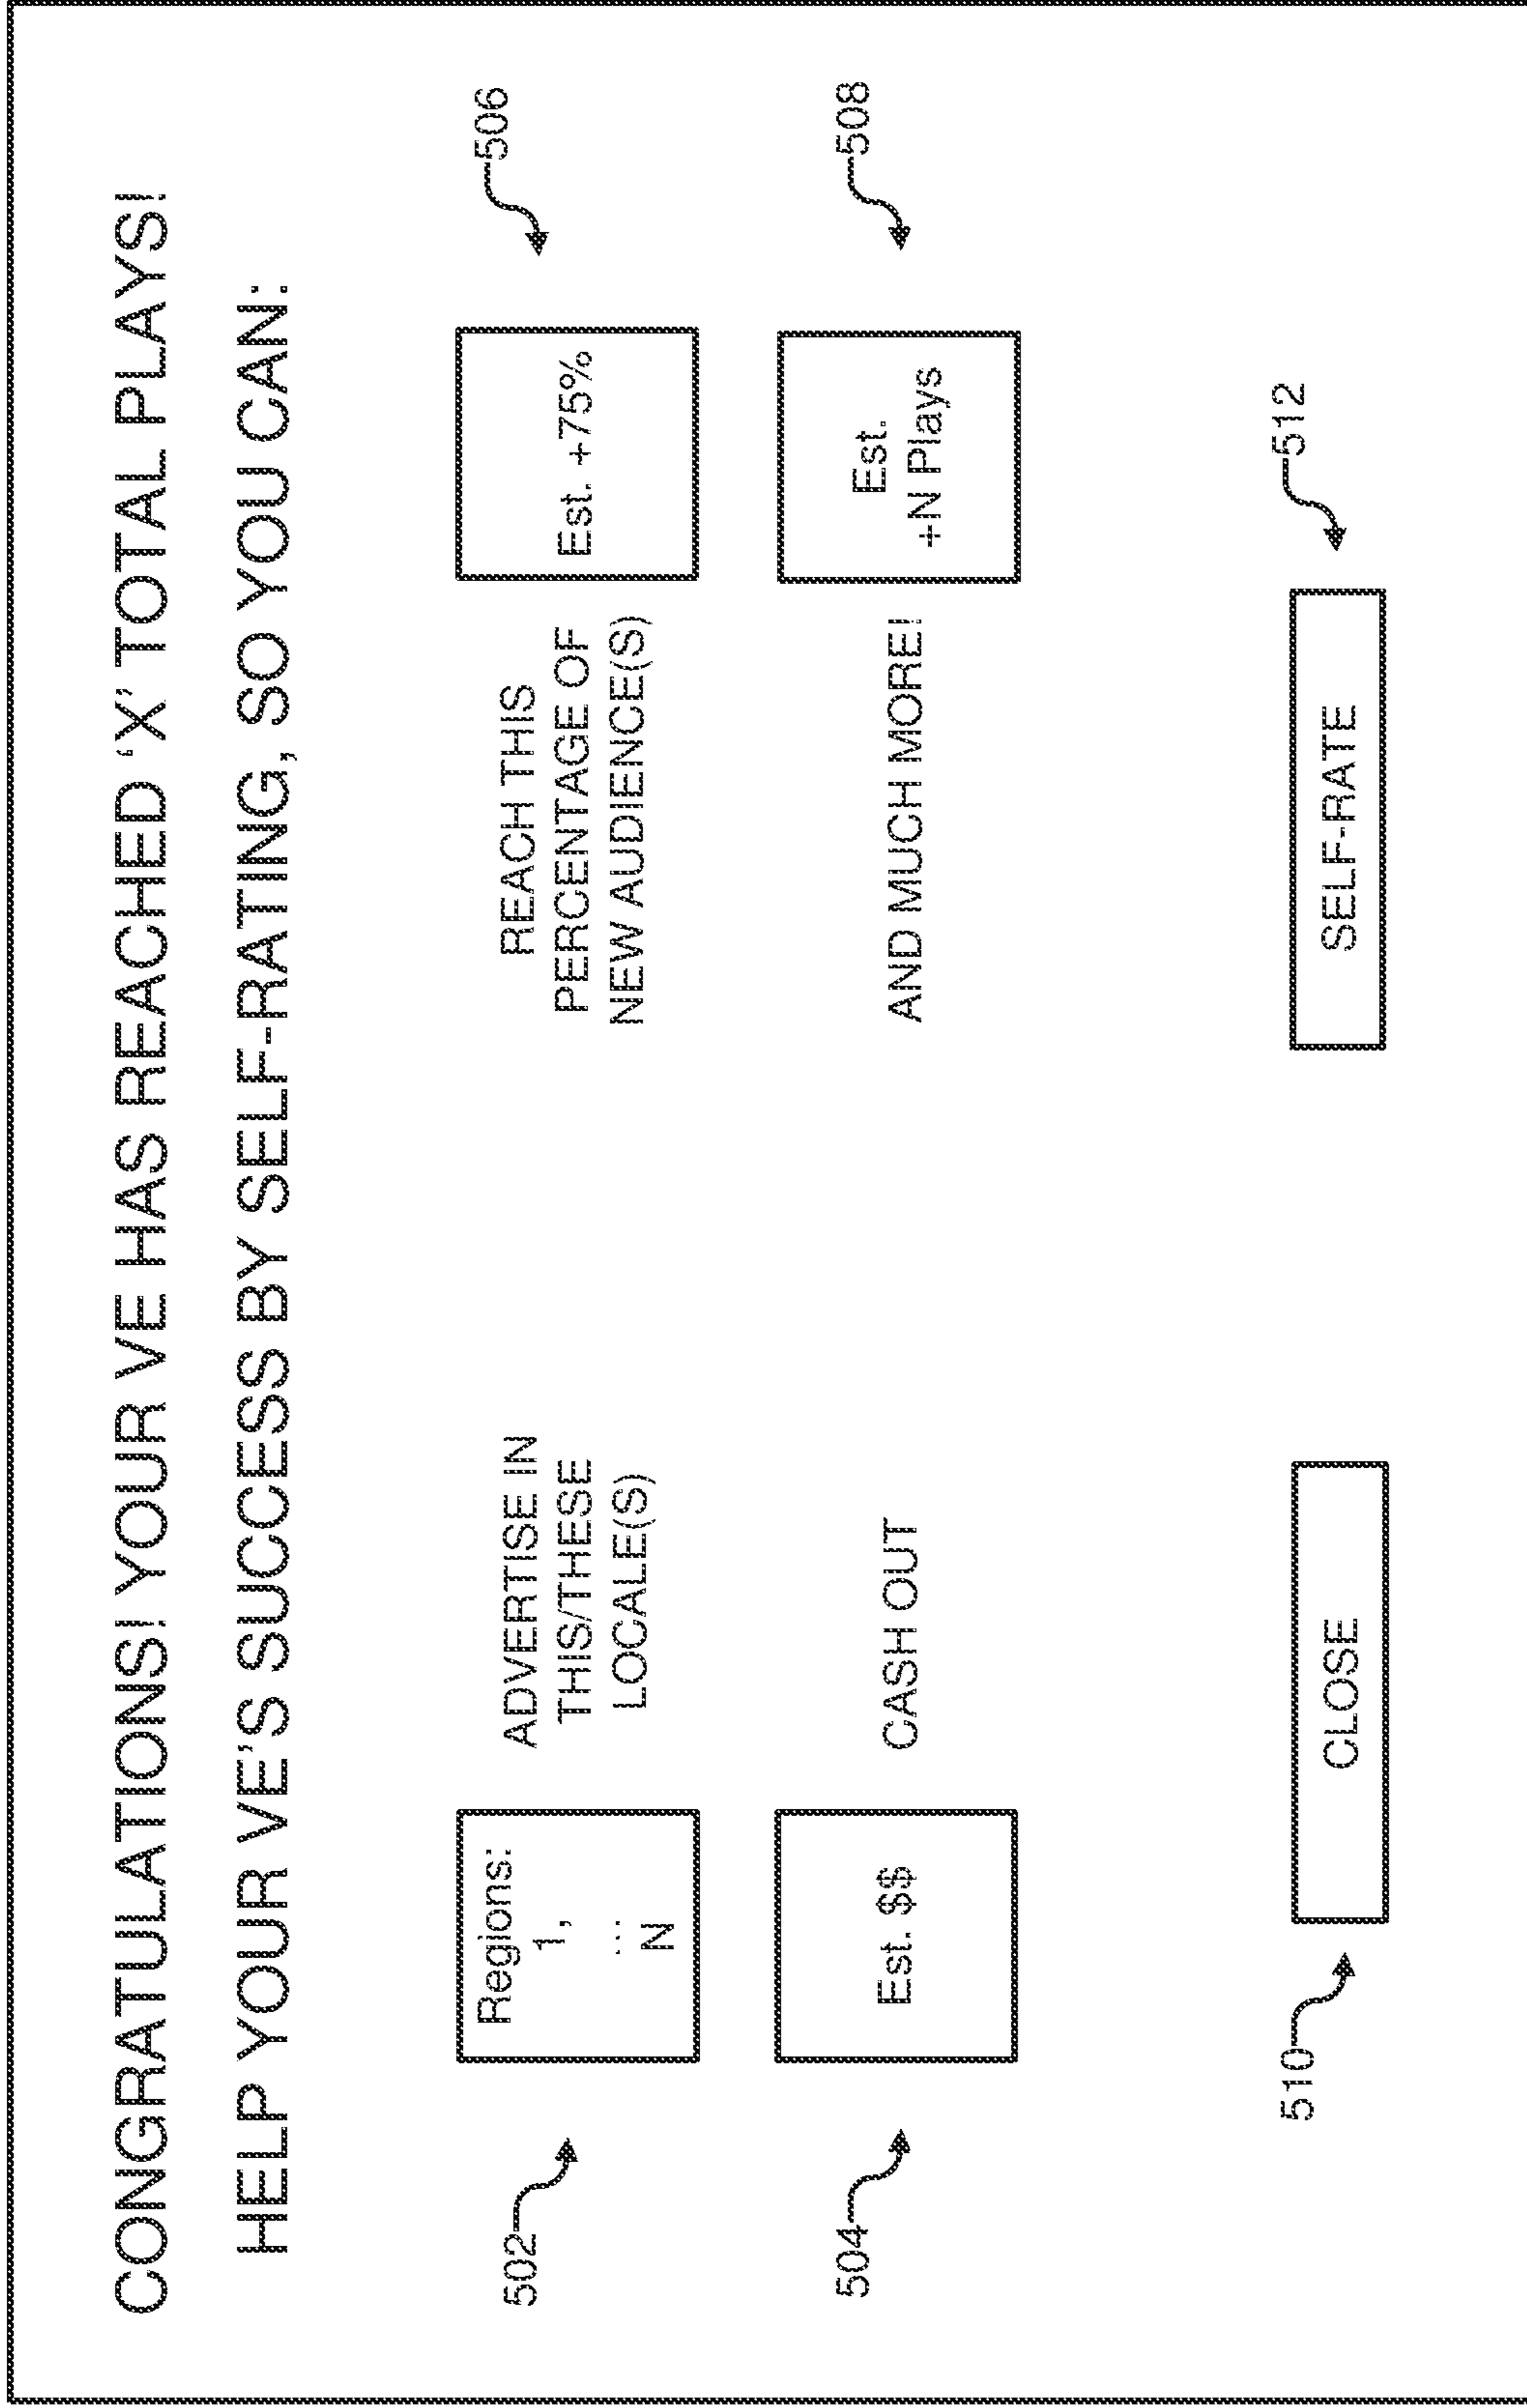 CONGRATULATIONS! YOUR VE HAS REACHED ‘X’ TOTAL PLAYS!
HELP YOUR VE’S SUCCESS BY SELF-RATING, SO YOU CAN:
502
Regions:
1,
...
N
ADVERTISE IN
THIS/THESE
LOCALE(S)
REACH THIS
PERCENTAGE OF
NEW AUDIENCE(S)
Est. +75%
506
504
Est. $$
CASH OUT
AND MUCH MORE!
Est.
+N Plays
508
510
CLOSE
SELF-RATE
512